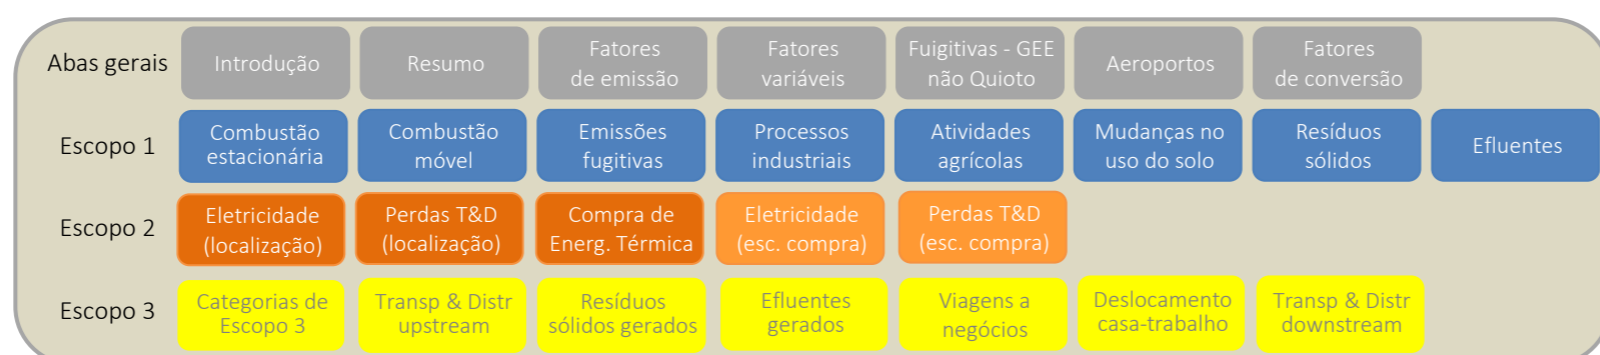 Abas gerais
Introdução
Resumo
Fatores
de emissão
Fatores
variáveis
Fuigitivas - GEE
não Quioto
Aeroportos
Fatores
de conversão
Escopo 1
Combustão
estacionária
Combustão
móvel
Emissões
fugitivas
Processos
industriais
Atividades
agrícolas
Mudanças no
uso do solo
Resíduos
sólidos
Efluentes
Escopo 2
Eletricidade
(localização)
Perdas T&D
(localização)
Compra de
Energ. Térmica
Eletricidade
(esc. compra)
Perdas T&D
(esc. compra)
Escopo 3
Categorias de
Escopo 3
Transp & Distr
upstream
Resíduos
sólidos gerados
Efluentes
gerados
Viagens a
negócios
Deslocamento
casa-trabalho
Transp & Distr
downstream